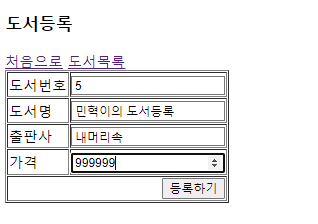 도서등록
처음으로 도서목록
도서번호 5
도서명 민혁이의 도서등록
출판사 내머리속
가격 999999
등록하기